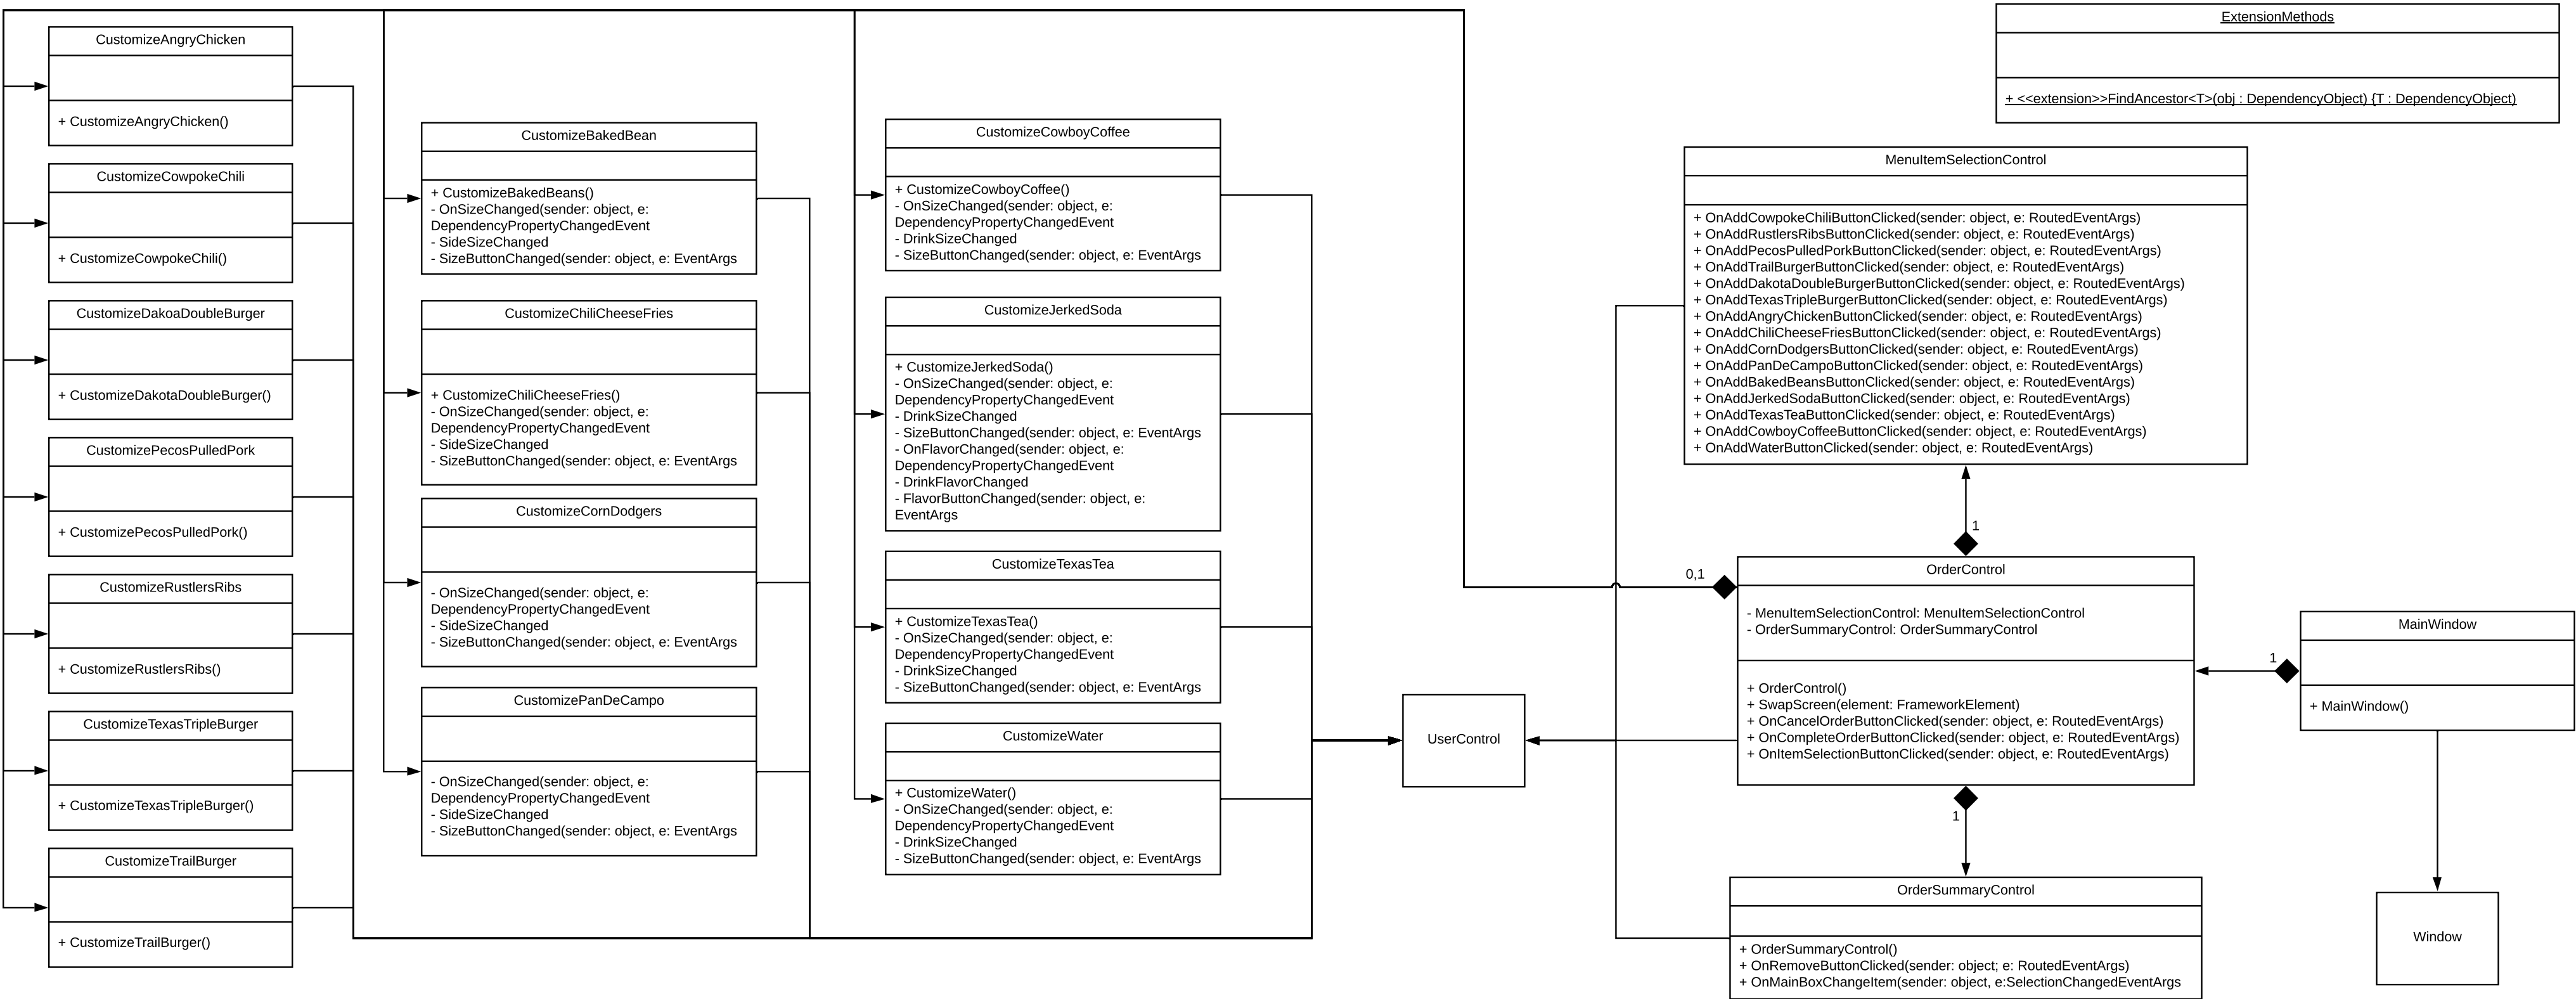 CustomizeAngryChicken
+ CustomizeAngryChicken()
CustomizeCowpokeChili
+ CustomizeCowpokeChili()
CustomizeDakoaDoubleBurger
+ CustomizeDakotaDoubleBurger()
CustomizePecosPulledPork
+ CustomizePecosPulledPork()
CustomizeRustlersRibs
+ CustomizeRustlersRibs()
CustomizeTexasTripleBurger
+ CustomizeTexasTripleBurger()
CustomizeTrailBurger
+ CustomizeTrailBurger()
CustomizeBakedBean
+ CustomizeBakedBeans()
- OnSizeChanged(sender: object, e:
DependencyPropertyChangedEvent
- SideSizeChanged
- SizeButtonChanged(sender: object, e: EventArgs
CustomizeChiliCheeseFries
+ CustomizeChiliCheeseFries()
- OnSizeChanged(sender: object, e:
DependencyPropertyChangedEvent
- SideSizeChanged
- SizeButtonChanged(sender: object, e: EventArgs
CustomizeCornDodgers
- OnSizeChanged(sender: object, e:
DependencyPropertyChangedEvent
- SideSizeChanged
- SizeButtonChanged(sender: object, e: EventArgs
CustomizePanDeCampo
- OnSizeChanged(sender: object, e:
DependencyPropertyChangedEvent
- SideSizeChanged
- SizeButtonChanged(sender: object, e: EventArgs
CustomizeCowboyCoffee
+ CustomizeCowboyCoffee()
- OnSizeChanged(sender: object, e:
DependencyPropertyChangedEvent
- DrinkSizeChanged
- SizeButtonChanged(sender: object, e: EventArgs
CustomizeJerkedSoda
+ CustomizeJerkedSoda()
- OnSizeChanged(sender: object, e:
DependencyPropertyChangedEvent
- DrinkSizeChanged
- SizeButtonChanged(sender: object, e: EventArgs
- OnFlavorChanged(sender: object, e:
DependencyPropertyChangedEvent
- DrinkFlavorChanged
- FlavorButtonChanged(sender: object, e:
EventArgs
CustomizeTexasTea
+ CustomizeTexasTea()
- OnSizeChanged(sender: object, e:
DependencyPropertyChangedEvent
- DrinkSizeChanged
- SizeButtonChanged(sender: object, e: EventArgs
CustomizeWater
+ CustomizeWater()
- OnSizeChanged(sender: object, e:
DependencyPropertyChangedEvent
- DrinkSizeChanged
- SizeButtonChanged(sender: object, e: EventArgs
UserControl
ExtensionMethods
+ <<extension>>FindAncestor<T>(obj : DependencyObject) {T : DependencyObject)
MenuItemSelectionControl
+ OnAddCowpokeChiliButtonClicked(sender: object, e: RoutedEventArgs)
+ OnAddRustlersRibsButtonClicked(sender: object, e: RoutedEventArgs)
+ OnAddPecosPulledPorkButtonClicked(sender: object, e: RoutedEventArgs)
+ OnAddTrailBurgerButtonClicked(sender: object, e: RoutedEventArgs)
+ OnAddDakotaDoubleBurgerButtonClicked(sender: object, e: RoutedEventArgs)
+ OnAddTexasTripleBurgerButtonClicked(sender: object, e: RoutedEventArgs)
+ OnAddAngryChickenButtonClicked(sender: object, e: RoutedEventArgs)
+ OnAddChiliCheeseFriesButtonClicked(sender: object, e: RoutedEventArgs)
+ OnAddCornDodgersButtonClicked(sender: object, e: RoutedEventArgs)
+ OnAddPanDeCampoButtonClicked(sender: object, e: RoutedEventArgs)
+ OnAddBakedBeansButtonClicked(sender: object, e: RoutedEventArgs)
+ OnAddJerkedSodaButtonClicked(sender: object, e: RoutedEventArgs)
+ OnAddTexasTeaButtonClicked(sender: object, e: RoutedEventArgs)
+ OnAddCowboyCoffeeButtonClicked(sender: object, e: RoutedEventArgs)
+ OnAddWaterButtonClicked(sender: object, e: RoutedEventArgs)
1
0,1
OrderControl
- MenuItemSelectionControl: MenuItemSelectionControl
- OrderSummaryControl: OrderSummaryControl
+ OrderControl()
+ SwapScreen(element: FrameworkElement)
+ OnCancelOrderButtonClicked(sender: object, e: RoutedEventArgs)
+ OnCompleteOrderButtonClicked(sender: object, e: RoutedEventArgs)
+ OnItemSelectionButtonClicked(sender: object, e: RoutedEventArgs)
1
OrderSummaryControl
+ OrderSummaryControl()
+ OnRemoveButtonClicked(sender: object; e: RoutedEventArgs)
+ OnMainBoxChangeItem(sender: object, e:SelectionChangedEventArgs
1
MainWindow
+ MainWindow()
Window